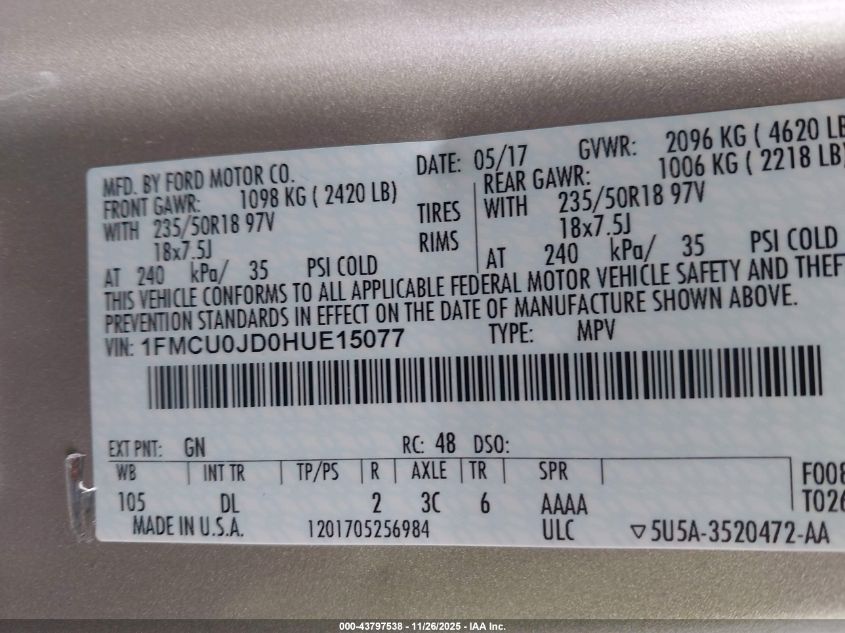 MFD. BY FORD MOTOR CO. DATE: 05/17 GVWR: 2096 KG ( 4620 LB
FRONT GAWR: 1098 KG ( 2420 LB) REAR GAWR: 1006 KG ( 2218 LB)
WITH 235/50R18 97V TIRES WITH 235/50R18 97V
18x7.5J RIMS 18x7.5J
AT 240 kPa/ 35 PSI COLD AT 240 kPa/ 35 PSI COLD
THIS VEHICLE CONFORMS TO ALL APPLICABLE FEDERAL MOTOR VEHICLE SAFETY AND THEFT
PREVENTION STANDARDS IN EFFECT ON THE DATE OF MANUFACTURE SHOWN ABOVE.
VIN: 1FMCU0JD0HUE15077 TYPE: MPV
EXT PNT: GN RC: 48 DSO:
WB INT TR TP/PS R AXLE TR SPR F008
105 DL 2 3C 6 AAAA T026
MADE IN U.S.A. 1201705256984 ULC ▽5U5A-3520472-AA
000-43797538 - 11/26/2025 - IAA Inc.